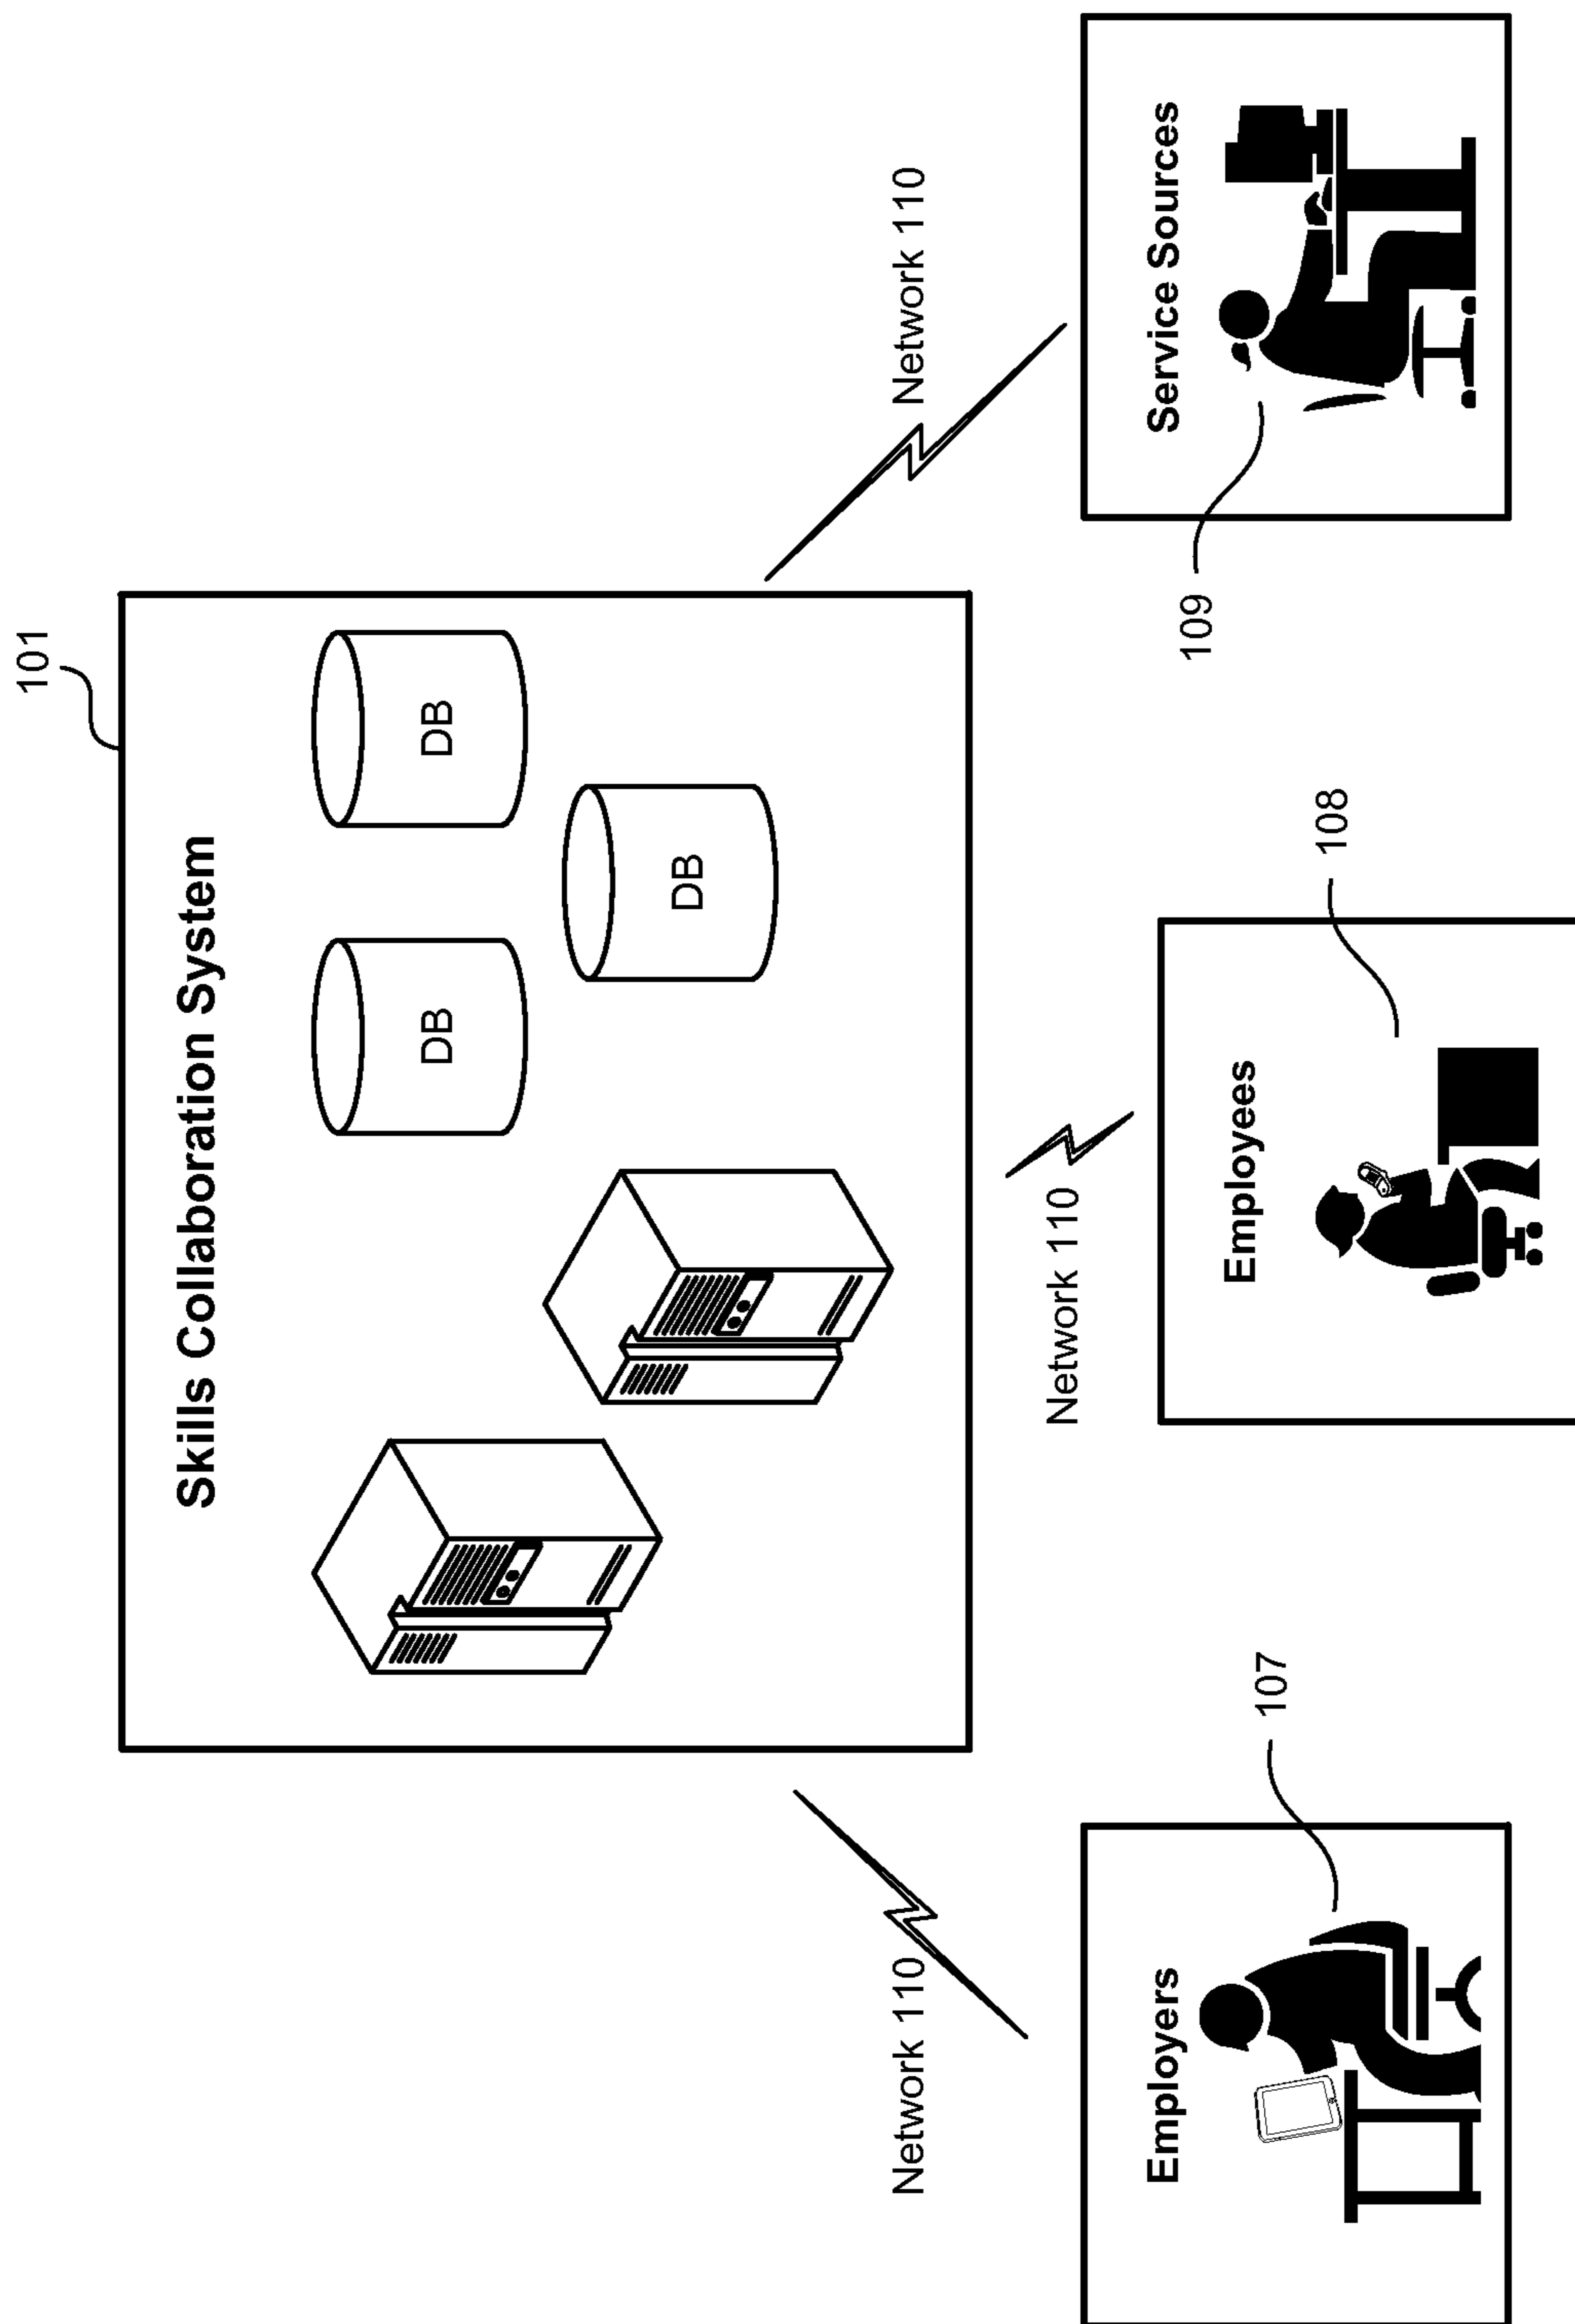 101
Skills Collaboration System
DB
DB
DB
Network 110
Network 110
Network 110
Employers
107
Employees
108
Service Sources
109